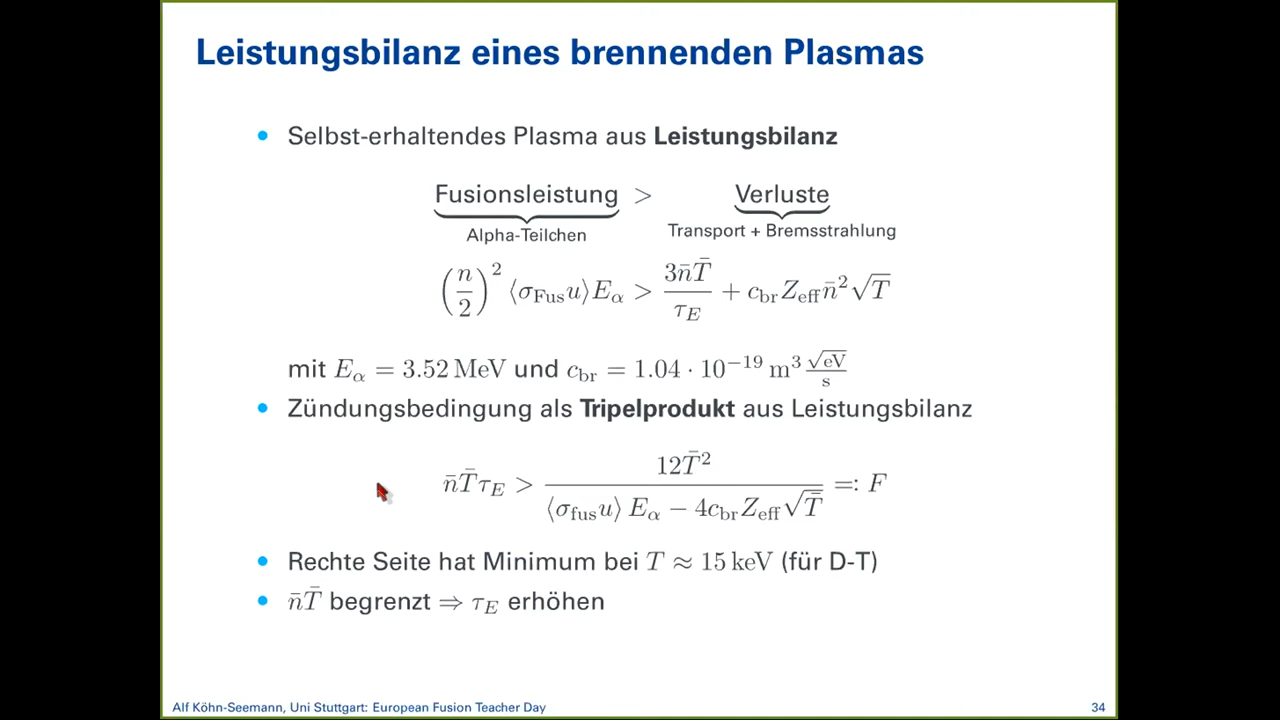 Leistungsbilanz eines brennenden Plasmas
• Selbst-erhaltendes Plasma aus Leistungsbilanz
Fusionsleistung > Verluste
Alpha-Teilchen Transport + Bremsstrahlung
(n/2)² ⟨σ_Fus u⟩E_α > 3n̄T̄/τ_E + c_br Z_eff n̄²√T
mit E_α = 3.52 MeV und c_br = 1.04 · 10⁻¹⁹ m³ √eV/s
• Zündungsbedingung als Tripelprodukt aus Leistungsbilanz
n̄T̄τ_E > 12T̄² / (⟨σ_fus u⟩ E_α − 4c_br Z_eff √T̄) =: F
• Rechte Seite hat Minimum bei T ≈ 15 keV (für D-T)
• n̄T̄ begrenzt ⇒ τ_E erhöhen
Alf Köhn-Seemann, Uni Stuttgart: European Fusion Teacher Day 34